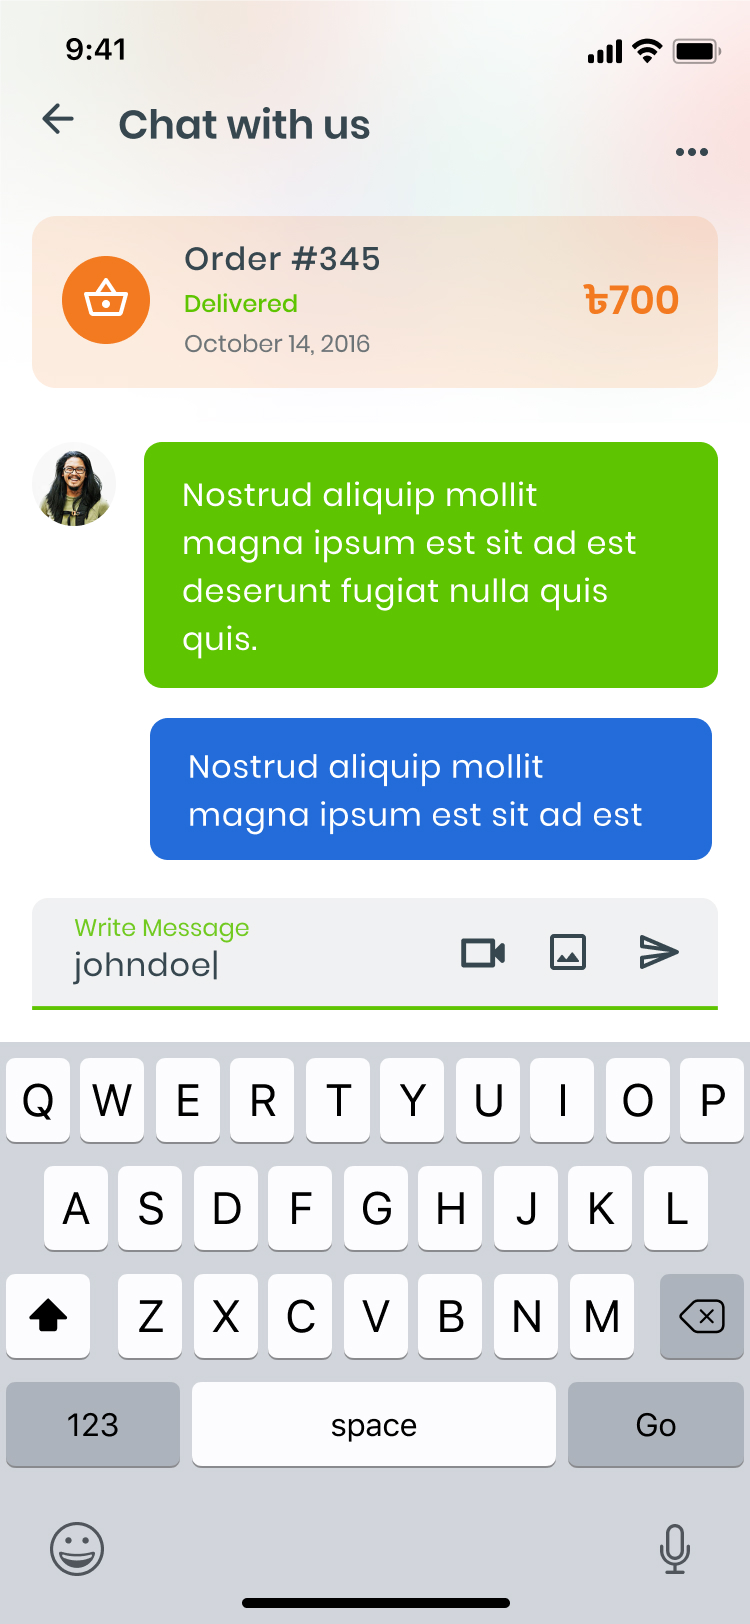 9:41
Chat with us
Order #345
Delivered
৳700
October 14, 2016
Nostrud aliquip mollit
magna ipsum est sit ad est
deserunt fugiat nulla quis
quis.
Nostrud aliquip mollit
magna ipsum est sit ad est
Write Message
johndoe
Q W E R T Y U I O P
A S D F G H J K L
Z X C V B N M
123 space Go